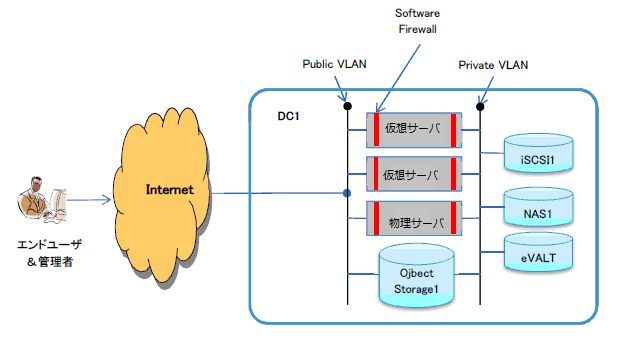 Software
Firewall
Public VLAN
Private VLAN
DC1
仮想サーバ
iSCSI1
仮想サーバ
Internet
NAS1
物理サーバ
エンドユーザ
&管理者
eVALT
Ojbect
Storage1